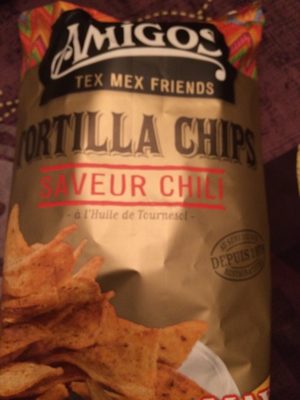 AMIGOS
TEX MEX FRIENDS
TORTILLA CHIPS
SAVEUR CHILI
- à l'Huile de Tournesol -
DEPUIS